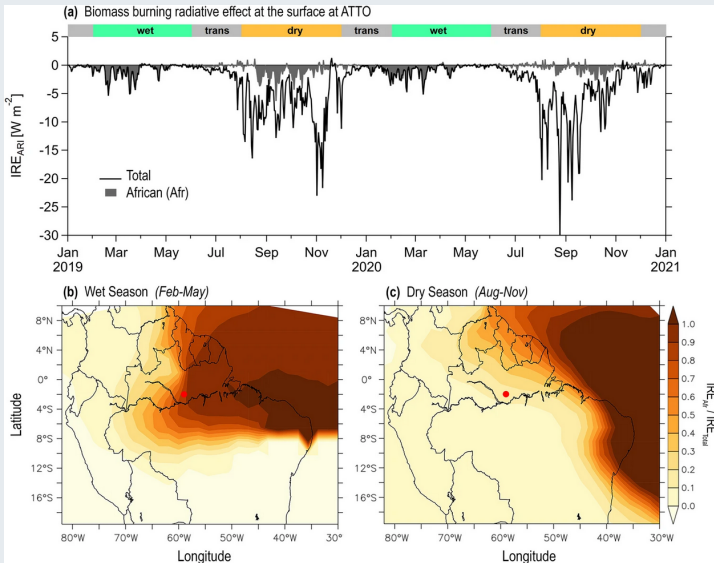 (a) Biomass burning radiative effect at the surface at ATTO
wet trans dry trans wet trans dry
5
0
-5
-10
-15
-20
-25
-30
IRE_ARI [W m⁻²]
Total
African (Afr)
Jan Mar May Jul Sep Nov Jan Mar May Jul Sep Nov Jan
2019 2020 2021
(b) Wet Season (Feb-May)
(c) Dry Season (Aug-Nov)
8°N
4°N
0°
4°S
8°S
12°S
16°S
Latitude
80°W 70°W 60°W 50°W 40°W 30°
Longitude
8°N
4°N
0°
4°S
8°S
12°S
16°S
80°W 70°W 60°W 50°W 40°W 30°
Longitude
1.0
0.9
0.8
0.7
0.6
0.5
0.4
0.3
0.2
0.1
0.0
IRE_Afr / IRE_Total